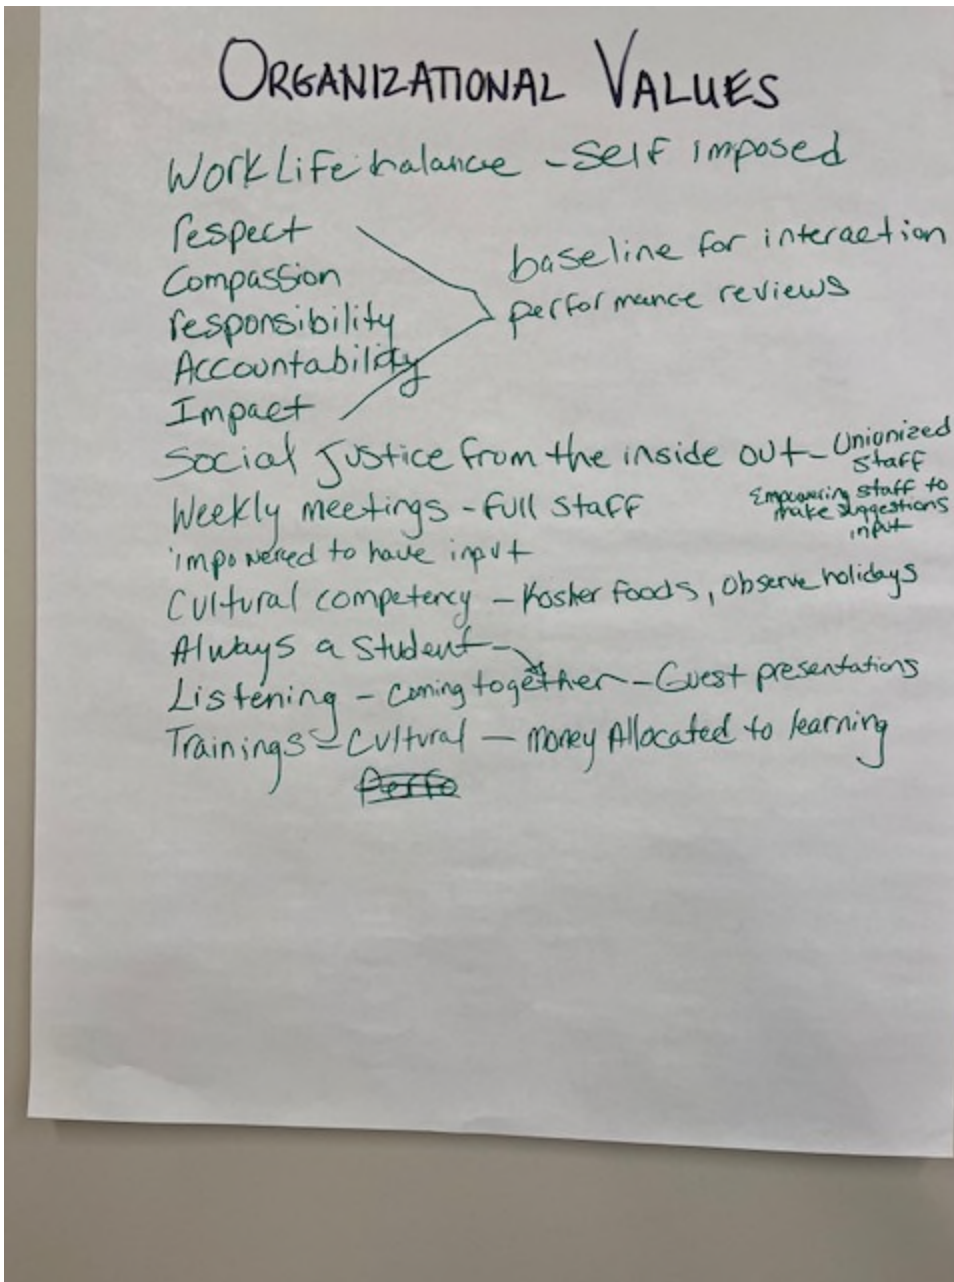 ORGANIZATIONAL VALUES
Work Life balance - Self imposed
respect
Compassion
responsibility
Accountability
Impact
baseline for interaction
performance reviews
Social Justice from the inside out - Unionized
Staff
Weekly meetings - full staff
Empowering staff to
make suggestions
input
impowered to have input
Cultural competency - Kosher foods, observe holidays
Always a student -
Listening - coming together - Guest presentations
Trainings - Cultural - money Allocated to learning
Perfo